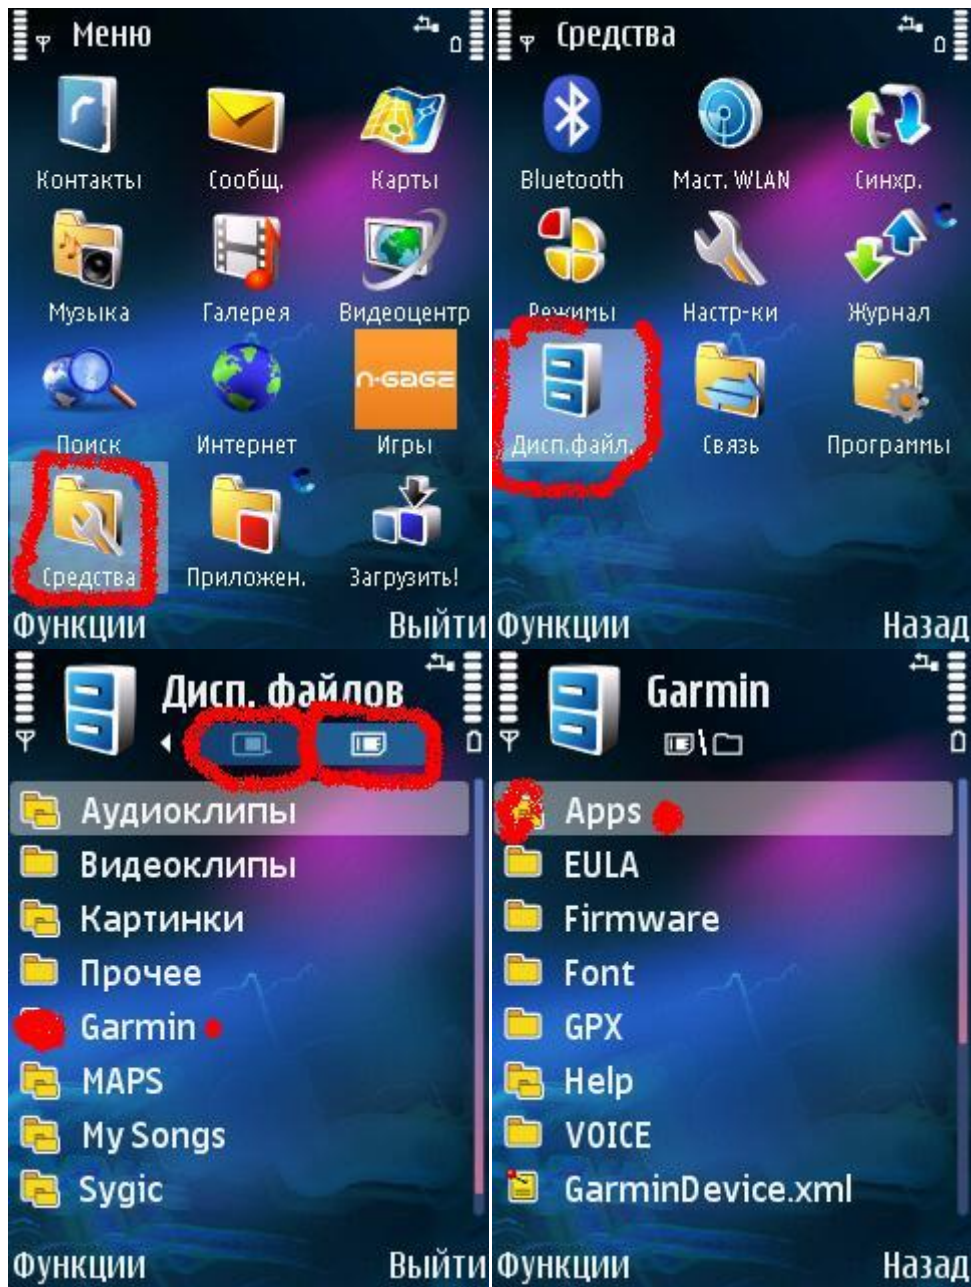 Меню
Контакты Сообщ. Карты
Музыка Галерея Видеоцентр
n-gage
Поиск Интернет Игры
Средства Приложен. Загрузить!
Функции Выйти
Средства
Bluetooth Маст. WLAN Синхр.
Режимы Настр-ки Журнал
Дисп.файл. Связь Программы
Функции Назад
Дисп. файлов
Аудиоклипы
Видеоклипы
Картинки
Прочее
Garmin
MAPS
My Songs
Sygic
Функции Выйти
Garmin
Apps
EULA
Firmware
Font
GPX
Help
VOICE
GarminDevice.xml
Функции Назад